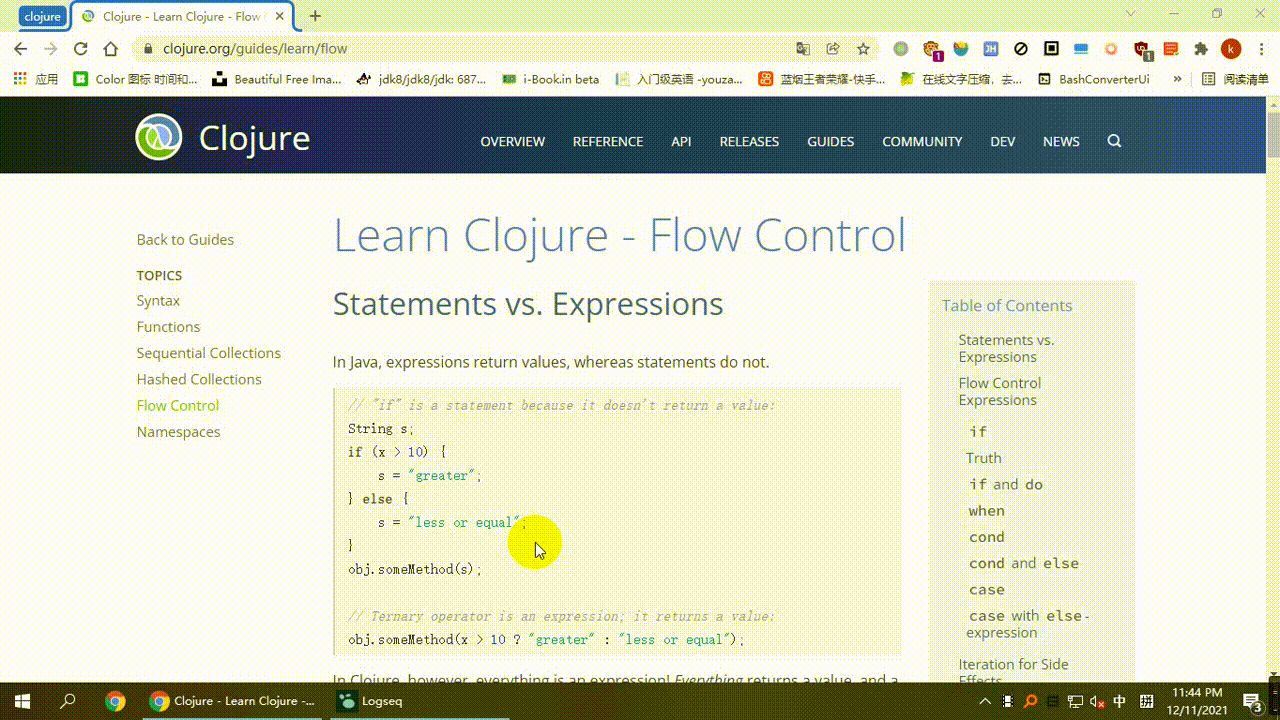 clojure
Clojure - Learn Clojure - Flow
clojure.org/guides/learn/flow
1
JH
1
k
应用
Color 图标 时间和...
Beautiful Free Ima...
jdk8/jdk8/jdk: 687...
i-Book.in beta
入门级英语 -youza...
蓝烟王者荣耀-快手...
在线文字压缩，去...
BashConverterUi
»
阅读清单
Clojure
OVERVIEW
REFERENCE
API
RELEASES
GUIDES
COMMUNITY
DEV
NEWS
Back to Guides
TOPICS
Syntax
Functions
Sequential Collections
Hashed Collections
Flow Control
Namespaces
Learn Clojure - Flow Control
Statements vs. Expressions
In Java, expressions return values, whereas statements do not.
// "if" is a statement because it doesn't return a value:
String s;
if (x > 10) {
s = "greater";
} else {
s = "less or equal";
}
obj.someMethod(s);
// Ternary operator is an expression; it returns a value:
obj.someMethod(x > 10 ? "greater" : "less or equal");
In Clojure, however, everything is an expression! Everything returns a value, and a
Table of Contents
Statements vs.
Expressions
Flow Control
Expressions
if
Truth
if and do
when
cond
cond and else
case
case with else-
expression
Iteration for Side
Effects
Clojure - Learn Clojure -...
Logseq
中
拼
11:44 PM
12/11/2021
3